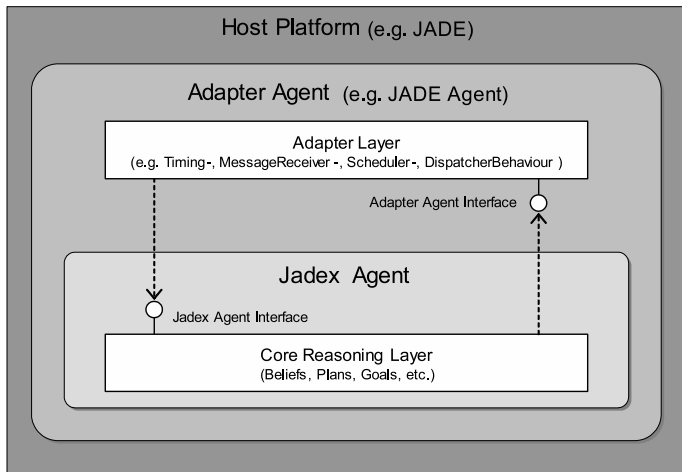 Host Platform (e.g. JADE)
Adapter Agent (e.g. JADE Agent)
Adapter Layer
(e.g. Timing-, MessageReceiver -, Scheduler-, DispatcherBehaviour )
Adapter Agent Interface
Jadex Agent
Jadex Agent Interface
Core Reasoning Layer
(Beliefs, Plans, Goals, etc.)